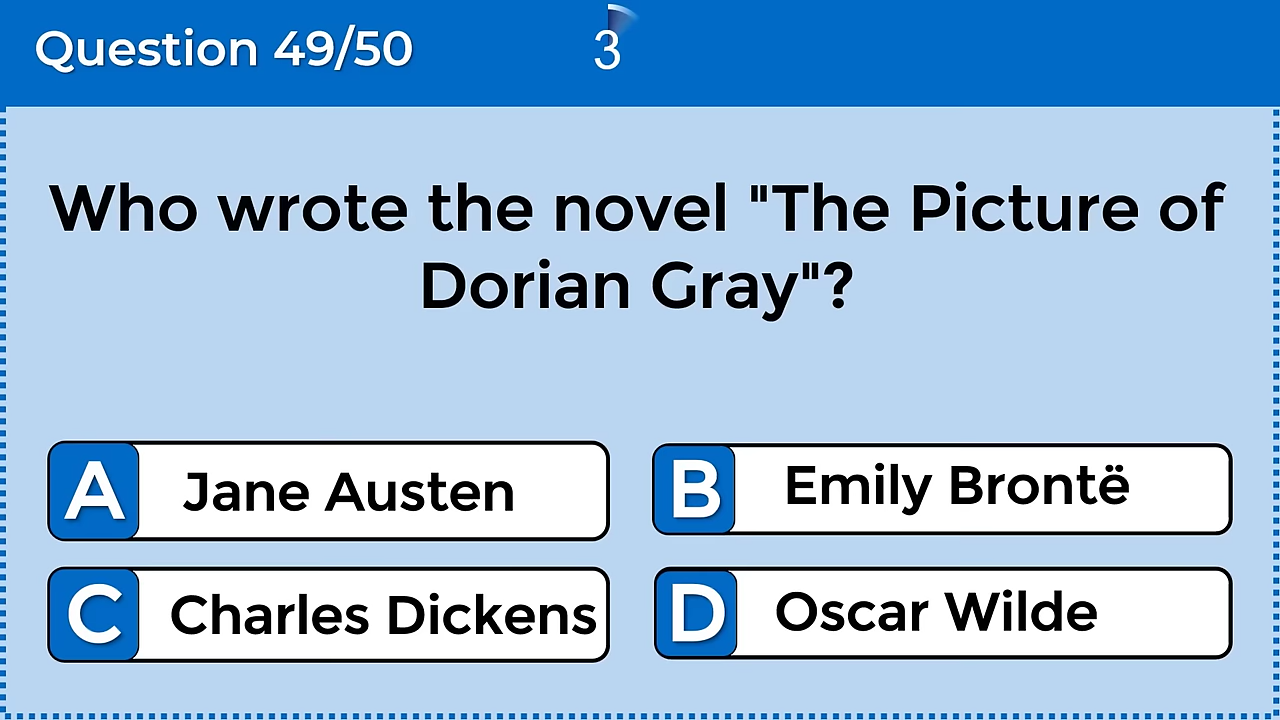 Question 49/50
3
Who wrote the novel "The Picture of
Dorian Gray"?
A Jane Austen
B Emily Brontë
C Charles Dickens
D Oscar Wilde